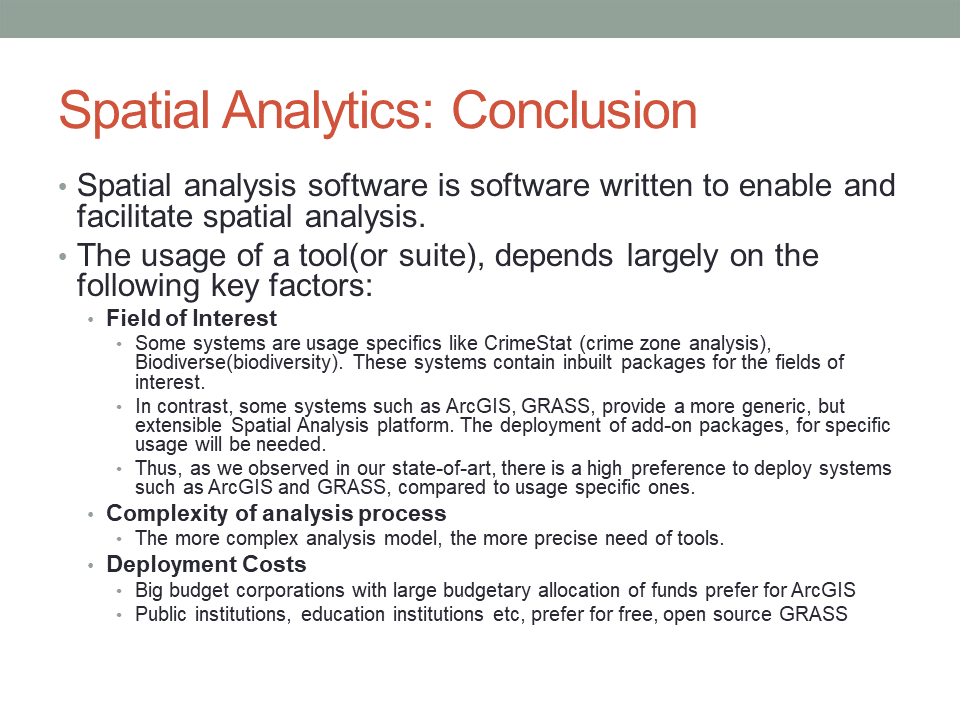 Spatial Analytics: Conclusion
• Spatial analysis software is software written to enable and
facilitate spatial analysis.
• The usage of a tool(or suite), depends largely on the
following key factors:
• Field of Interest
• Some systems are usage specifics like CrimeStat (crime zone analysis),
Biodiverse(biodiversity). These systems contain inbuilt packages for the fields of
interest.
• In contrast, some systems such as ArcGIS, GRASS, provide a more generic, but
extensible Spatial Analysis platform. The deployment of add-on packages, for specific
usage will be needed.
• Thus, as we observed in our state-of-art, there is a high preference to deploy systems
such as ArcGIS and GRASS, compared to usage specific ones.
• Complexity of analysis process
• The more complex analysis model, the more precise need of tools.
• Deployment Costs
• Big budget corporations with large budgetary allocation of funds prefer for ArcGIS
• Public institutions, education institutions etc, prefer for free, open source GRASS